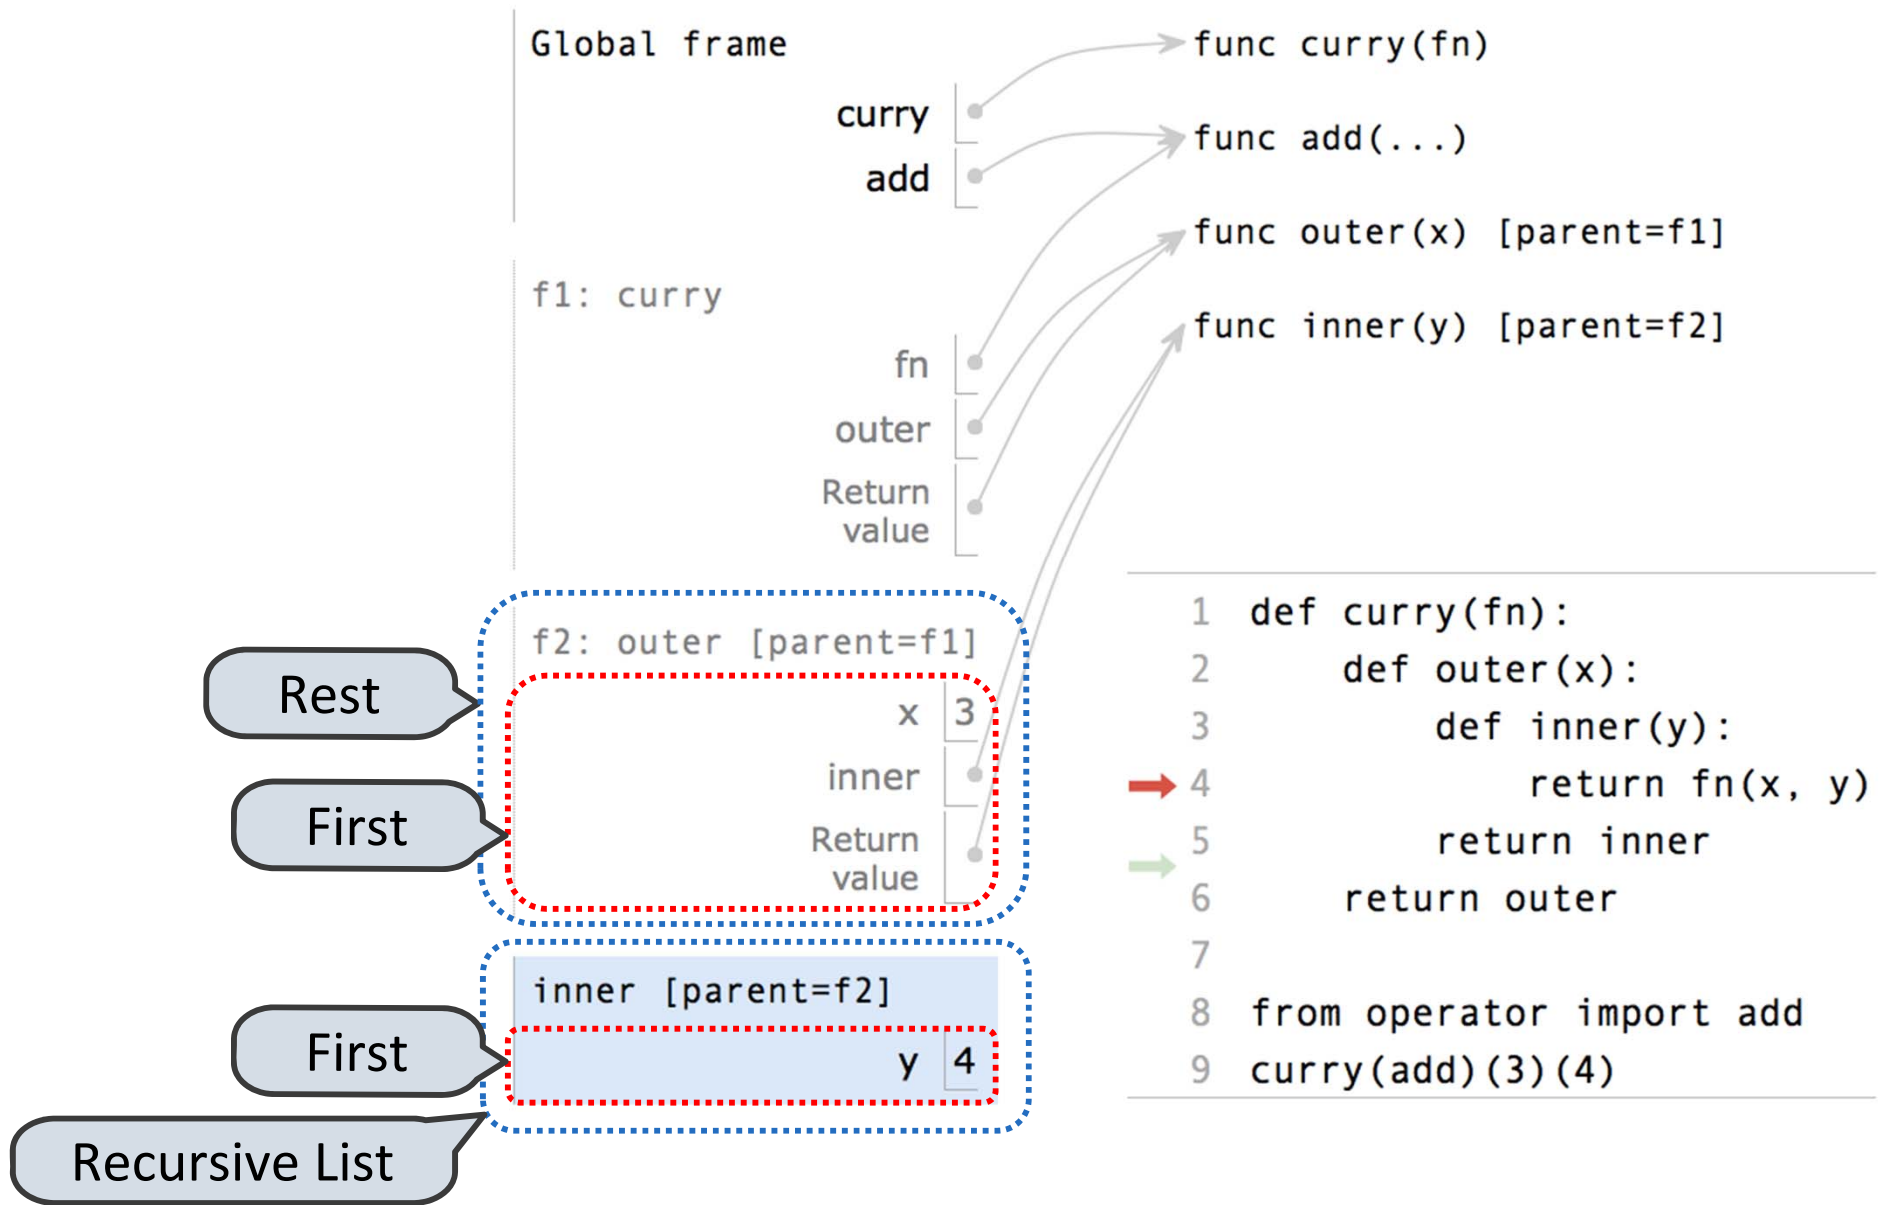 Global frame
curry
add
func curry(fn)
func add(...)
func outer(x) [parent=f1]
func inner(y) [parent=f2]
f1: curry
fn
outer
Return
value
f2: outer [parent=f1]
x 3
inner
Return
value
Rest
First
inner [parent=f2]
y 4
First
Recursive List
1 def curry(fn):
2     def outer(x):
3         def inner(y):
4             return fn(x, y)
5         return inner
6     return outer
7
8 from operator import add
9 curry(add)(3)(4)